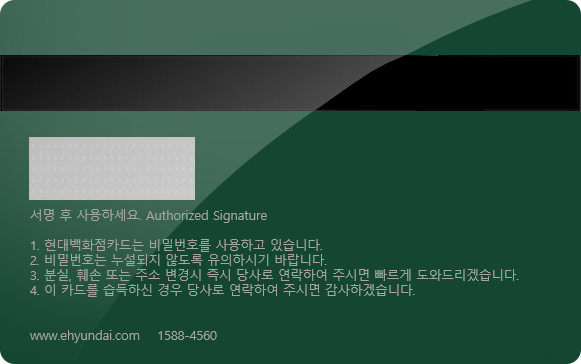 서명 후 사용하세요. Authorized Signature
1. 현대백화점카드는 비밀번호를 사용하고 있습니다.
2. 비밀번호는 누설되지 않도록 유의하시기 바랍니다.
3. 분실, 훼손 또는 주소 변경시 즉시 당사로 연락하여 주시면 빠르게 도와드리겠습니다.
4. 이 카드를 습득하신 경우 당사로 연락하여 주시면 감사하겠습니다.
www.ehyundai.com 1588-4560